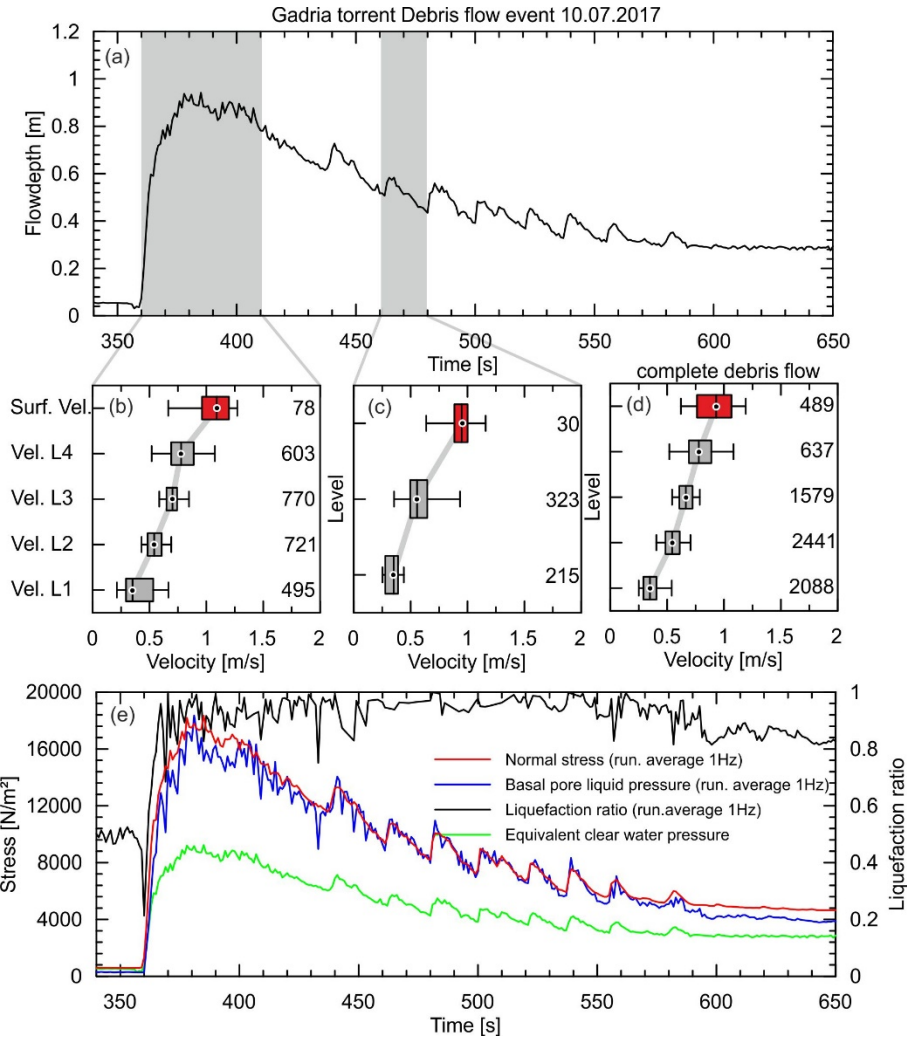 Gadria torrent Debris flow event 10.07.2017
(a)
Flowdepth [m]
1.2
1
0.8
0.6
0.4
0.2
0
350 400 450 500 550 600 650
Time [s]
complete debris flow
(b) (c) (d)
Surf. Vel. 78 30 489
Vel. L4 603 637
Vel. L3 770 323 1579
Vel. L2 721 2441
Vel. L1 495 215 2088
Level
0 0.5 1 1.5 2 0 0.5 1 1.5 2 0 0.5 1 1.5 2
Velocity [m/s] Velocity [m/s] Velocity [m/s]
(e)
Stress [N/m²]
20000
16000
12000
8000
4000
0
Normal stress (run. average 1Hz)
Basal pore liquid pressure (run. average 1Hz)
Liquefaction ratio (run.average 1Hz)
Equivalent clear water pressure
1
0.8
0.6
0.4
0.2
0
Liquefaction ratio
350 400 450 500 550 600 650
Time [s]